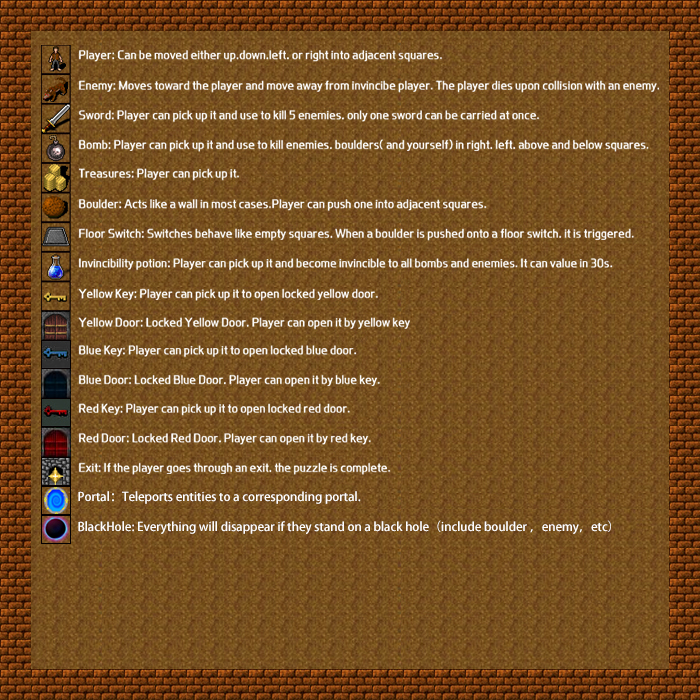 Player: Can be moved either up.down.left. or right into adjacent squares.
Enemy: Moves toward the player and move away from invincibe player. The player dies upon collision with an enemy.
Sword: Player can pick up it and use to kill 5 enemies. only one sword can be carried at once.
Bomb: Player can pick up it and use to kill enemies. boulders( and yourself) in right. left. above and below squares.
Treasures: Player can pick up it.
Boulder: Acts like a wall in most cases.Player can push one into adjacent squares.
Floor Switch: Switches behave like empty squares. When a boulder is pushed onto a floor switch. it is triggered.
Invincibility potion: Player can pick up it and become invincible to all bombs and enemies. It can value in 30s.
Yellow Key: Player can pick up it to open locked yellow door.
Yellow Door: Locked Yellow Door. Player can open it by yellow key
Blue Key: Player can pick up it to open locked blue door.
Blue Door: Locked Blue Door. Player can open it by blue key.
Red Key: Player can pick up it to open locked red door.
Red Door: Locked Red Door. Player can open it by red key.
Exit: If the player goes through an exit. the puzzle is complete.
Portal：Teleports entities to a corresponding portal.
BlackHole: Everything will disappear if they stand on a black hole（include boulder， enemy，etc）